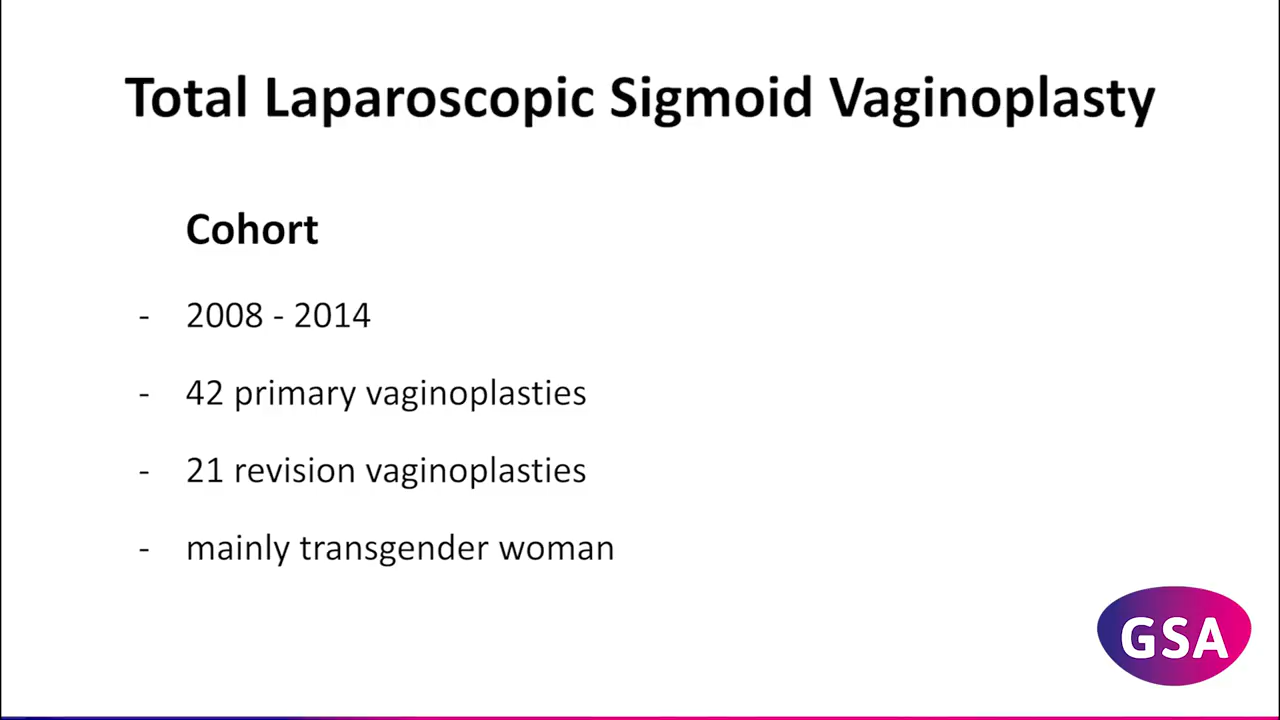 Total Laparoscopic Sigmoid Vaginoplasty
Cohort
- 2008 - 2014
- 42 primary vaginoplasties
- 21 revision vaginoplasties
- mainly transgender woman
GSA